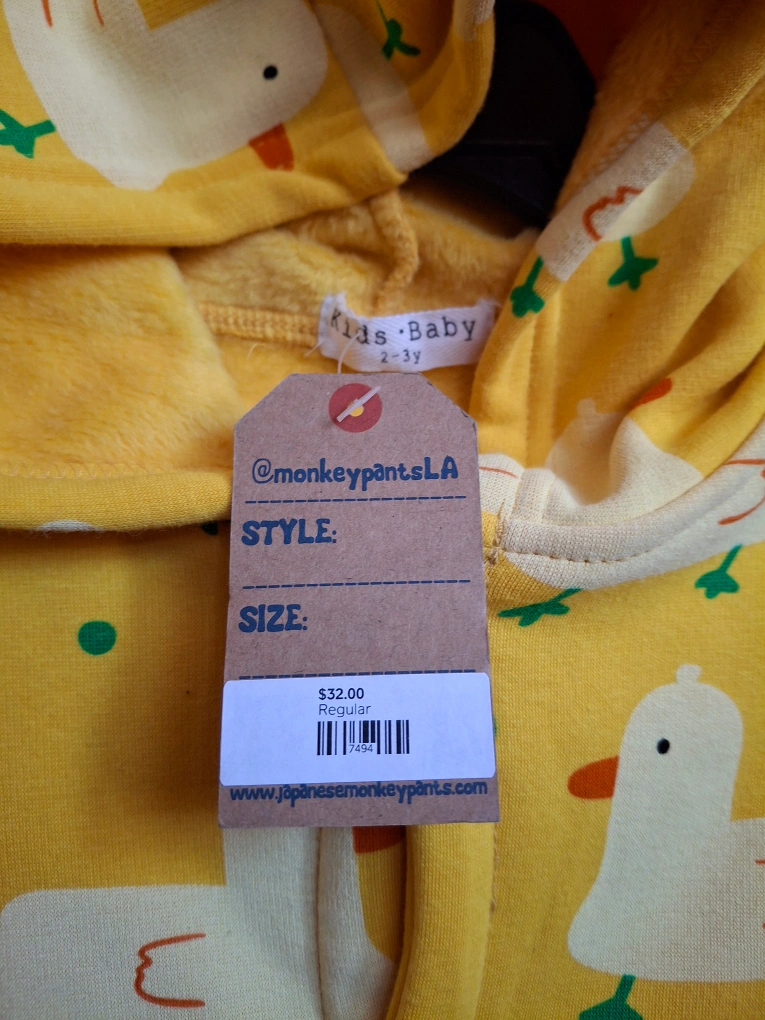 Kids · Baby
2-3y
@monkeypantsLA
STYLE:
SIZE:
$32.00
Regular
7494
www.japanesemonkeypants.com